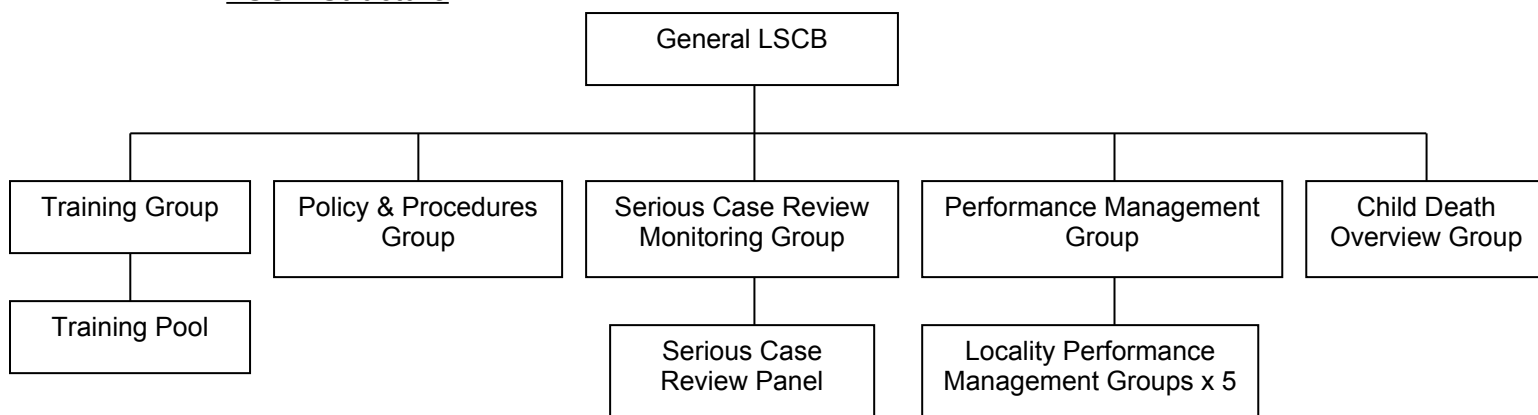 General LSCB
Training Group
Policy & Procedures
Group
Serious Case Review
Monitoring Group
Performance Management
Group
Child Death
Overview Group
Training Pool
Serious Case
Review Panel
Locality Performance
Management Groups x 5